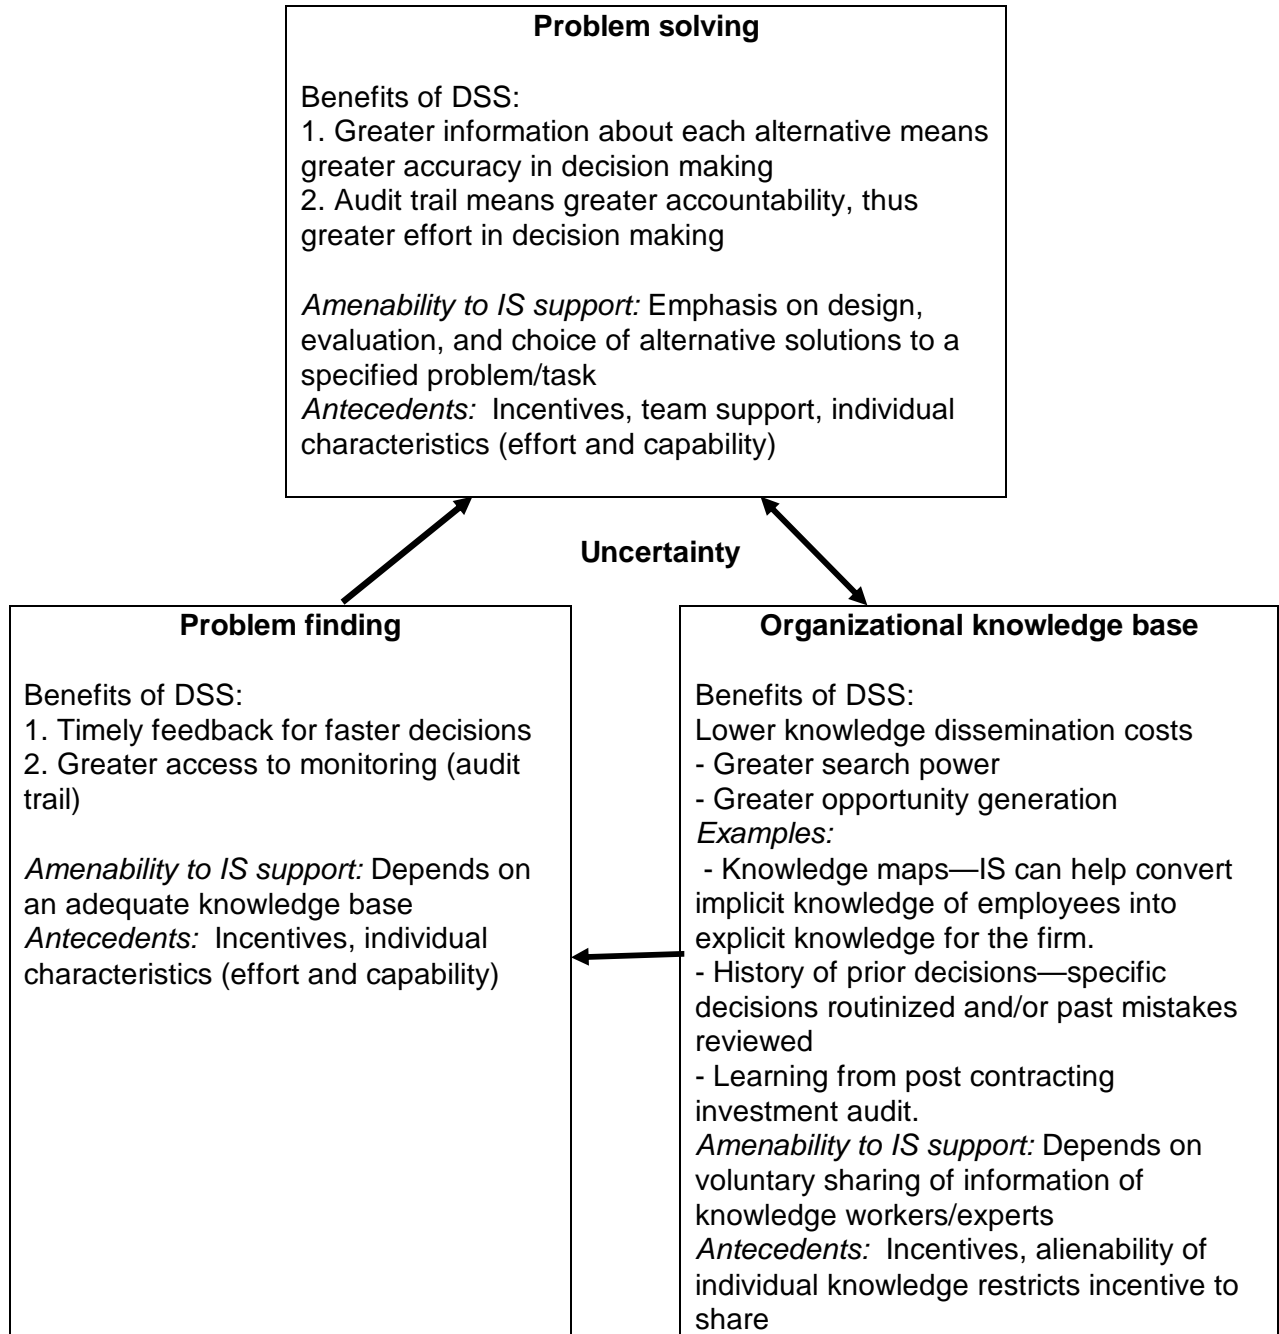 Problem solving
Benefits of DSS:
1. Greater information about each alternative means
greater accuracy in decision making
2. Audit trail means greater accountability, thus
greater effort in decision making
Amenability to IS support: Emphasis on design,
evaluation, and choice of alternative solutions to a
specified problem/task
Antecedents:  Incentives, team support, individual
characteristics (effort and capability)
Uncertainty
Problem finding
Benefits of DSS:
1. Timely feedback for faster decisions
2. Greater access to monitoring (audit
trail)
Amenability to IS support: Depends on
an adequate knowledge base
Antecedents:  Incentives, individual
characteristics (effort and capability)
Organizational knowledge base
Benefits of DSS:
Lower knowledge dissemination costs
- Greater search power
- Greater opportunity generation
Examples:
- Knowledge maps—IS can help convert
implicit knowledge of employees into
explicit knowledge for the firm.
- History of prior decisions—specific
decisions routinized and/or past mistakes
reviewed
- Learning from post contracting
investment audit.
Amenability to IS support: Depends on
voluntary sharing of information of
knowledge workers/experts
Antecedents:  Incentives, alienability of
individual knowledge restricts incentive to
share